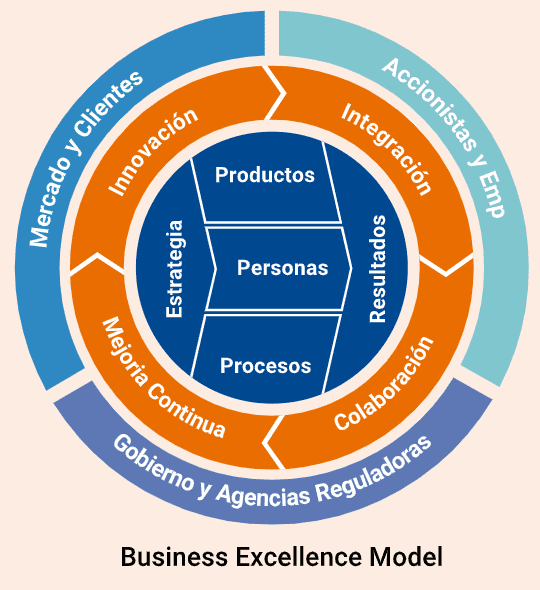 Mercado y Clientes
Accionistas y Emp
Innovación
Integración
Productos
Estrategia
Personas
Resultados
Procesos
Mejoria Continua
Colaboración
Gobierno y Agencias Reguladoras
Business Excellence Model